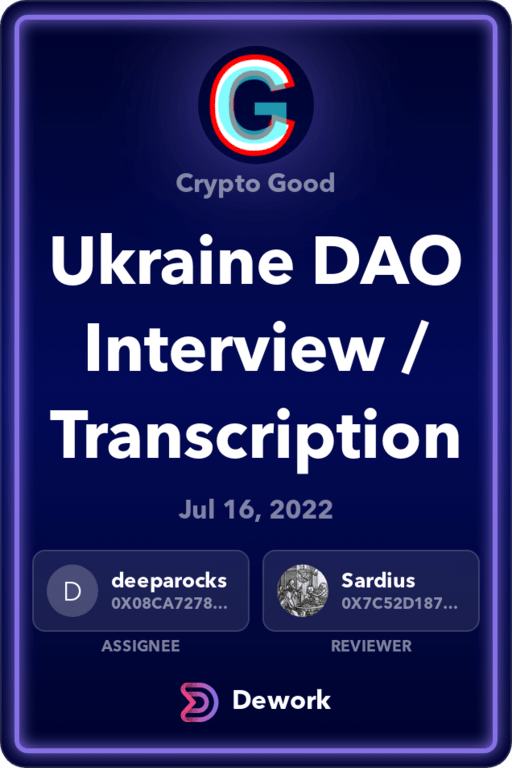 Crypto Good
Ukraine DAO
Interview /
Transcription
Jul 16, 2022
D
deeparocks
0X08CA7278...
Sardius
0X7C52D187...
ASSIGNEE
REVIEWER
Dework